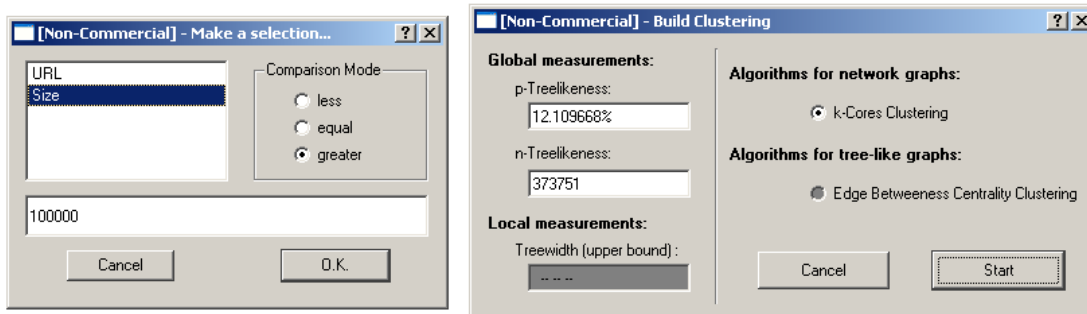 [Non-Commercial] - Make a selection...
URL
Size
Comparison Mode
less
equal
greater
100000
Cancel
O.K.
[Non-Commercial] - Build Clustering
Global measurements:
p-Treelikeness:
12.109668%
n-Treelikeness:
373751
Local measurements:
Treewidth (upper bound) :
-- -- --
Algorithms for network graphs:
k-Cores Clustering
Algorithms for tree-like graphs:
Edge Betweeness Centrality Clustering
Cancel
Start